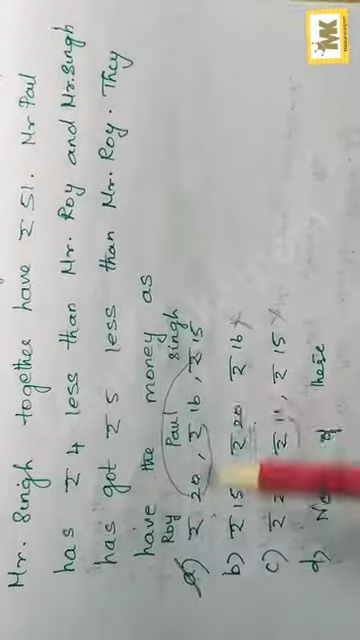 Mr. Singh together have ₹ 51. Mr Paul
has ₹ 4 less than Mr. Roy and Mr. Singh
has got ₹ 5 less than Mr. Roy. They
have the money as
Roy Paul Singh
a) ₹ 20, ₹ 16, ₹ 15
b) ₹ 15 ₹ 20 ₹ 16 x
c) ₹ ₹ 11, ₹ 15 x
d) of these
MK